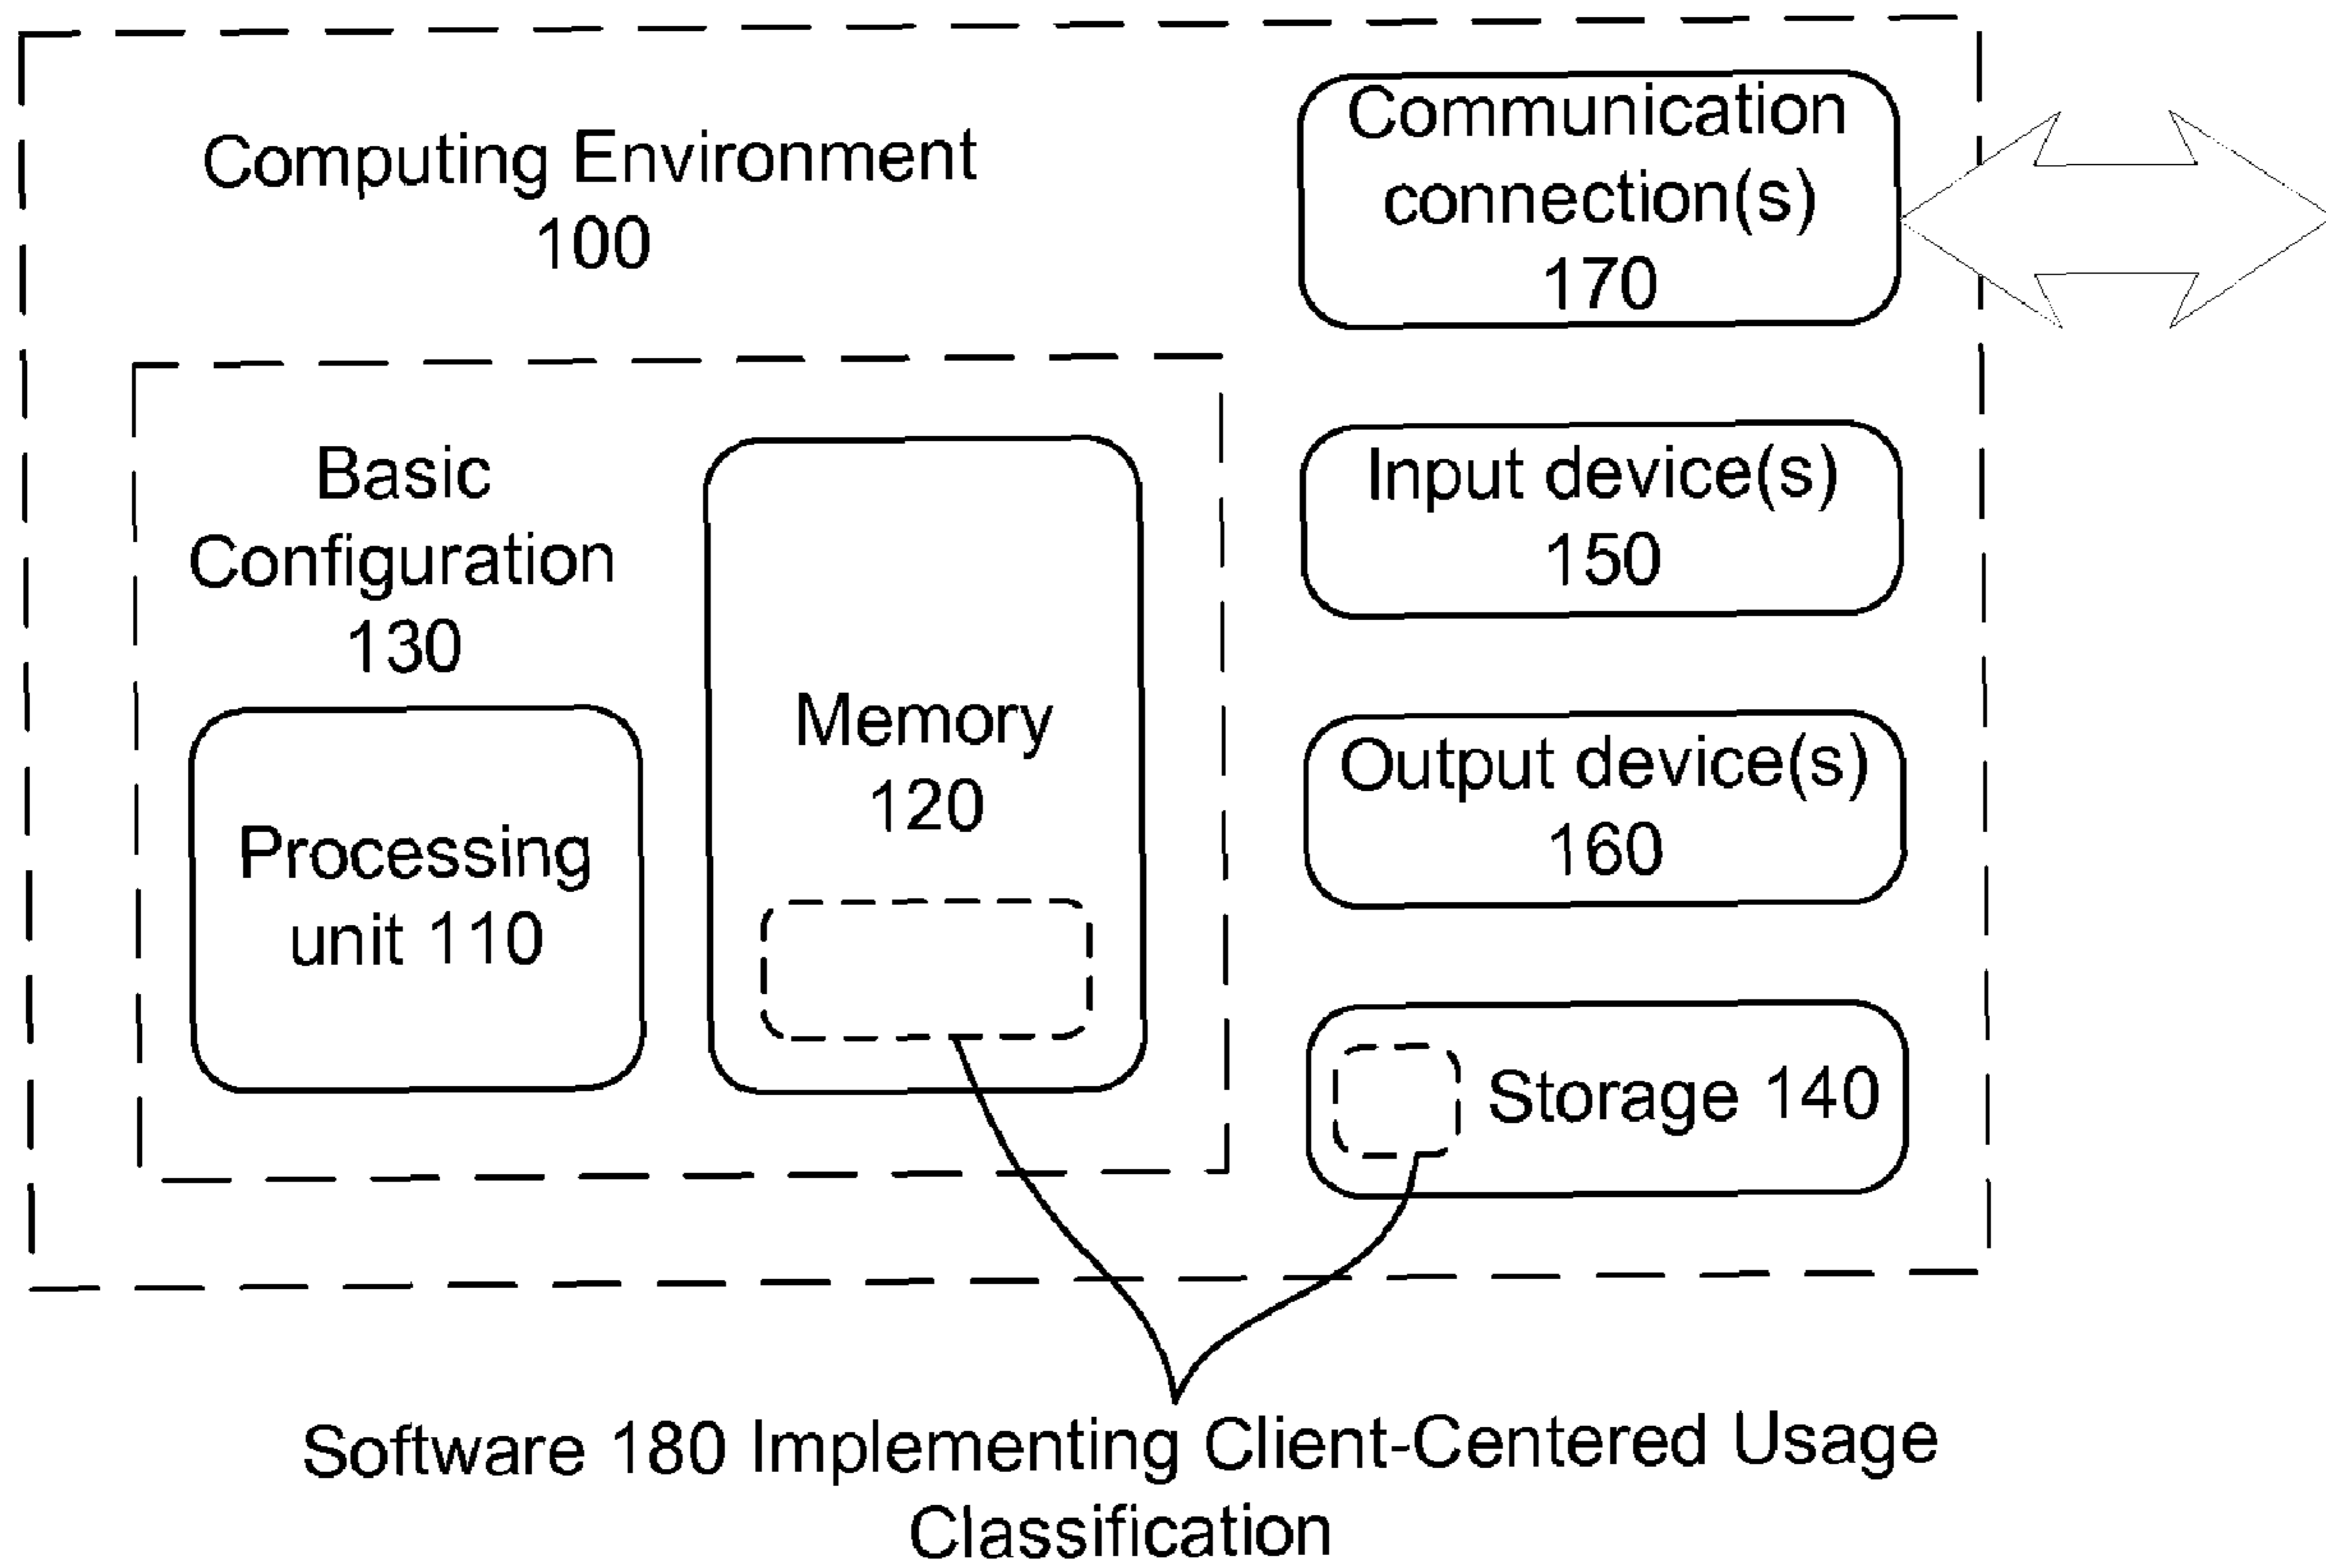 Computing Environment
100
Communication
connection(s)
170
Basic
Configuration
130
Processing
unit 110
Memory
120
Input device(s)
150
Output device(s)
160
Storage 140
Software 180 Implementing Client-Centered Usage
Classification